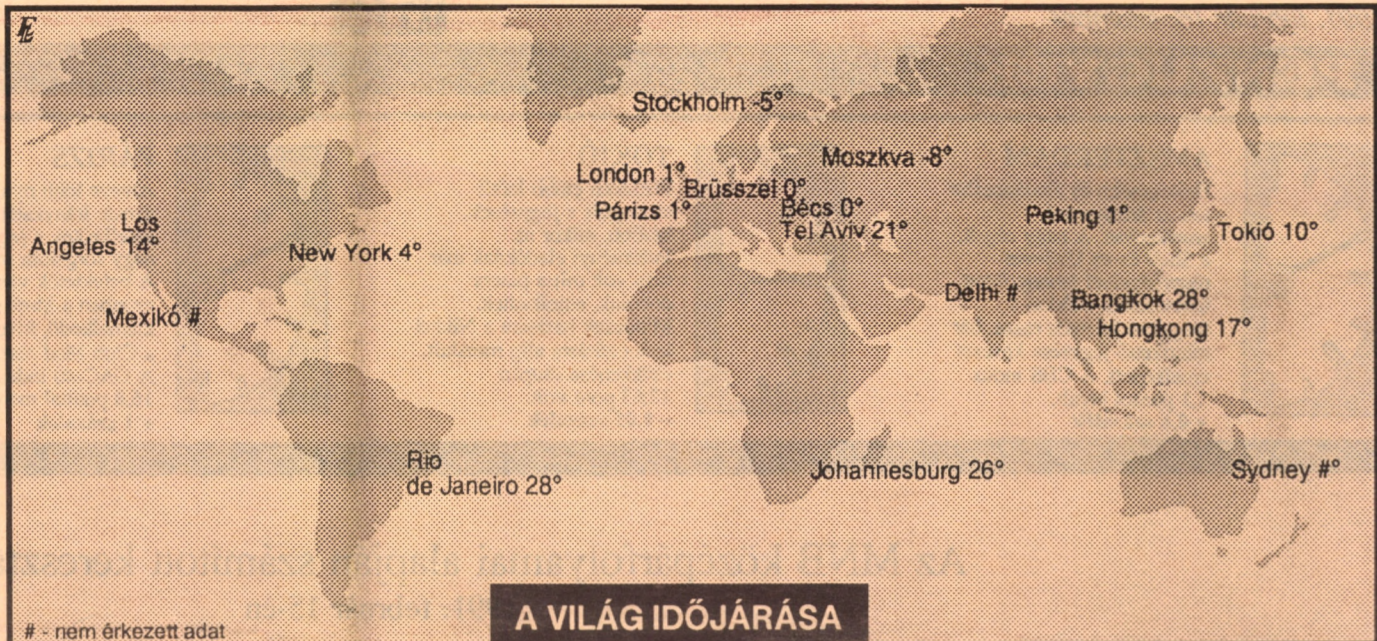 Stockholm -5°
Moszkva -8°
London 1°
Brüsszel 0°
Párizs 1°
Bécs 0°
Tel Aviv 21°
Peking 1°
Tokió 10°
Los
Angeles 14°
New York 4°
Mexikó #
Delhi #
Bangkok 28°
Hongkong 17°
Rio
de Janeiro 28°
Johannesburg 26°
Sydney #°
# - nem érkezett adat
A VILÁG IDŐJÁRÁSA